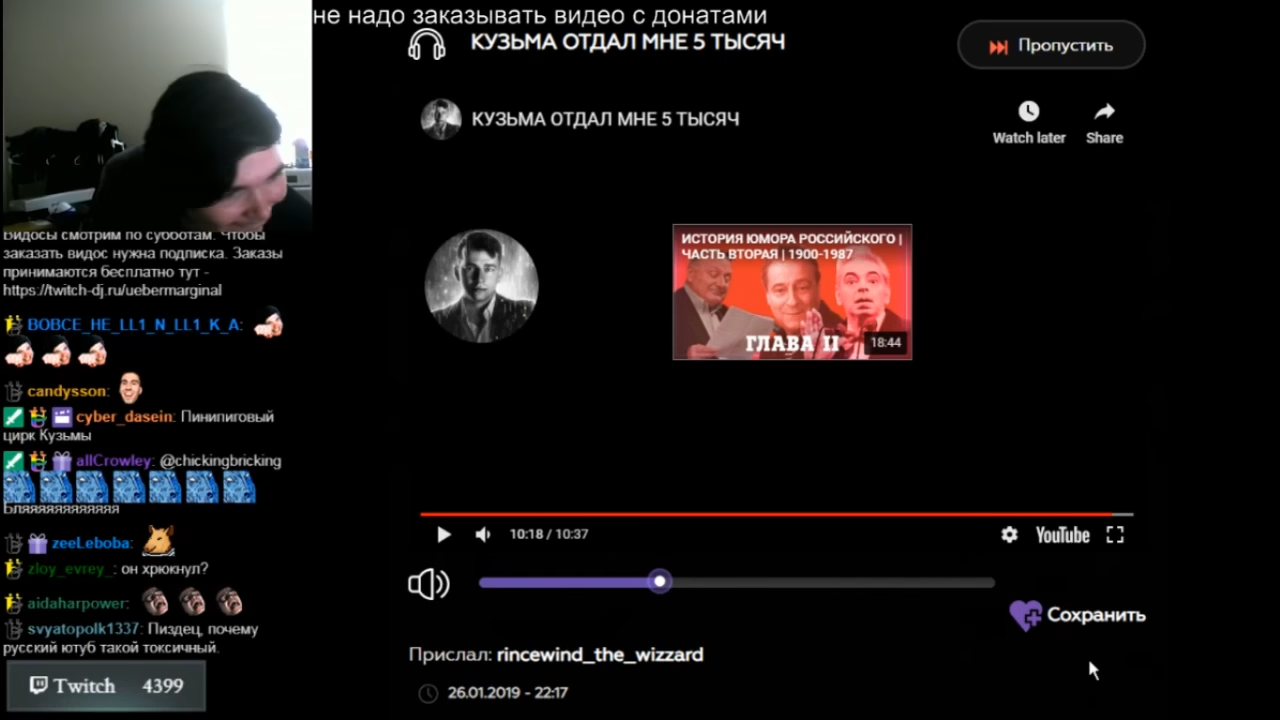 не надо заказывать видео с донатами
КУЗЬМА ОТДАЛ МНЕ 5 ТЫСЯЧ
Пропустить
КУЗЬМА ОТДАЛ МНЕ 5 ТЫСЯЧ
Watch later
Share
ИСТОРИЯ ЮМОРА РОССИЙСКОГО |
ЧАСТЬ ВТОРАЯ | 1900-1987
ГЛАВА II
18:44
10:18 / 10:37
YouTube
Сохранить
Прислал: rincewind_the_wizzard
26.01.2019 - 22:17
Видосы смотрим по субботам. Чтобы
заказать видос нужна подписка. Заказы
принимаются бесплатно тут -
https://twitch-dj.ru/uebermarginal
BOBCE_HE_LL1_N_LL1_K_A:
candysson:
cyber_dasein: Пинипиговый
цирк Кузьмы
allCrowley: @chickingbricking
Бляяяяяяяяяяяя
zeeLeboba:
zloy_evrey_: он хрюкнул?
aidaharpower:
svyatopolk1337: Пиздец, почему
русский ютуб такой токсичный.
Twitch 4399